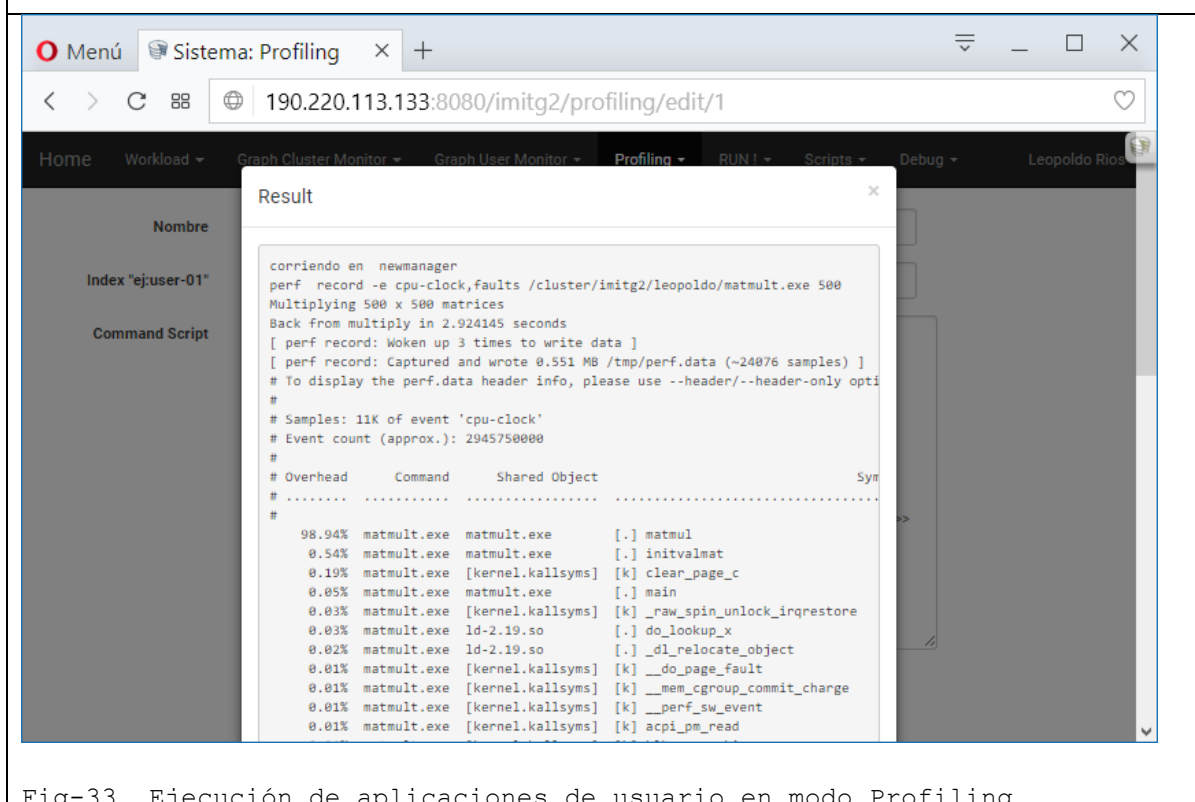 Menú Sistema: Profiling
190.220.113.133:8080/imitg2/profiling/edit/1
Home Workload Graph Cluster Monitor Graph User Monitor Profiling RUN ! Scripts Debug Leopoldo Rios
Result ×
Nombre
Index "ej:user-01"
Command Script
corriendo en  newmanager
perf  record -e cpu-clock,faults /cluster/imitg2/leopoldo/matmult.exe 500
Multiplying 500 x 500 matrices
Back from multiply in 2.924145 seconds
[ perf record: Woken up 3 times to write data ]
[ perf record: Captured and wrote 0.551 MB /tmp/perf.data (~24076 samples) ]
# To display the perf.data header info, please use --header/--header-only opti
#
# Samples: 11K of event 'cpu-clock'
# Event count (approx.): 2945750000
#
# Overhead      Command      Shared Object                                      Sym
# ........  ...........  .................  ..................................
#
98.94%  matmult.exe  matmult.exe        [.] matmul
>>
0.54%  matmult.exe  matmult.exe        [.] initvalmat
0.19%  matmult.exe  [kernel.kallsyms]  [k] clear_page_c
0.05%  matmult.exe  matmult.exe        [.] main
0.03%  matmult.exe  [kernel.kallsyms]  [k] _raw_spin_unlock_irqrestore
0.03%  matmult.exe  ld-2.19.so         [.] do_lookup_x
0.02%  matmult.exe  ld-2.19.so         [.] _dl_relocate_object
0.01%  matmult.exe  [kernel.kallsyms]  [k] __do_page_fault
0.01%  matmult.exe  [kernel.kallsyms]  [k] __mem_cgroup_commit_charge
0.01%  matmult.exe  [kernel.kallsyms]  [k] __perf_sw_event
0.01%  matmult.exe  [kernel.kallsyms]  [k] acpi_pm_read
Fig-33. Ejecución de aplicaciones de usuario en modo Profiling